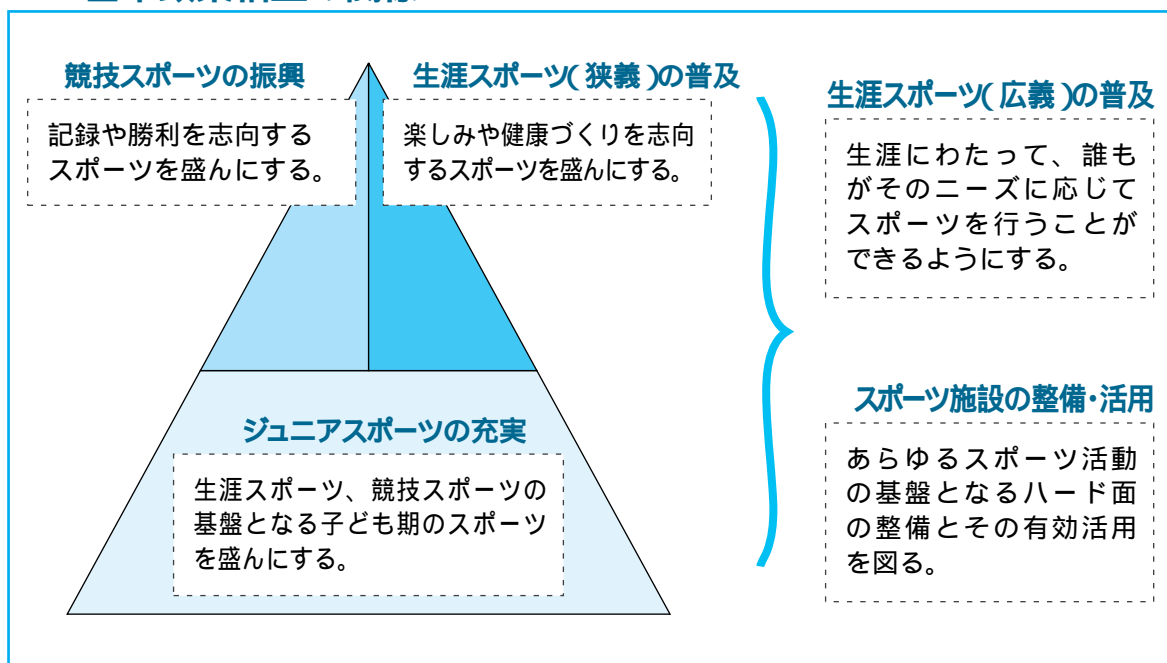 競技スポーツの振興
記録や勝利を志向する
スポーツを盛んにする。
生涯スポーツ(狭義)の普及
楽しみや健康づくりを志向
するスポーツを盛んにする。
ジュニアスポーツの充実
生涯スポーツ、競技スポーツの
基盤となる子ども期のスポーツ
を盛んにする。
生涯スポーツ(広義)の普及
生涯にわたって、誰も
がそのニーズに応じて
スポーツを行うことが
できるようにする。
スポーツ施設の整備・活用
あらゆるスポーツ活動
の基盤となるハード面
の整備とその有効活用
を図る。